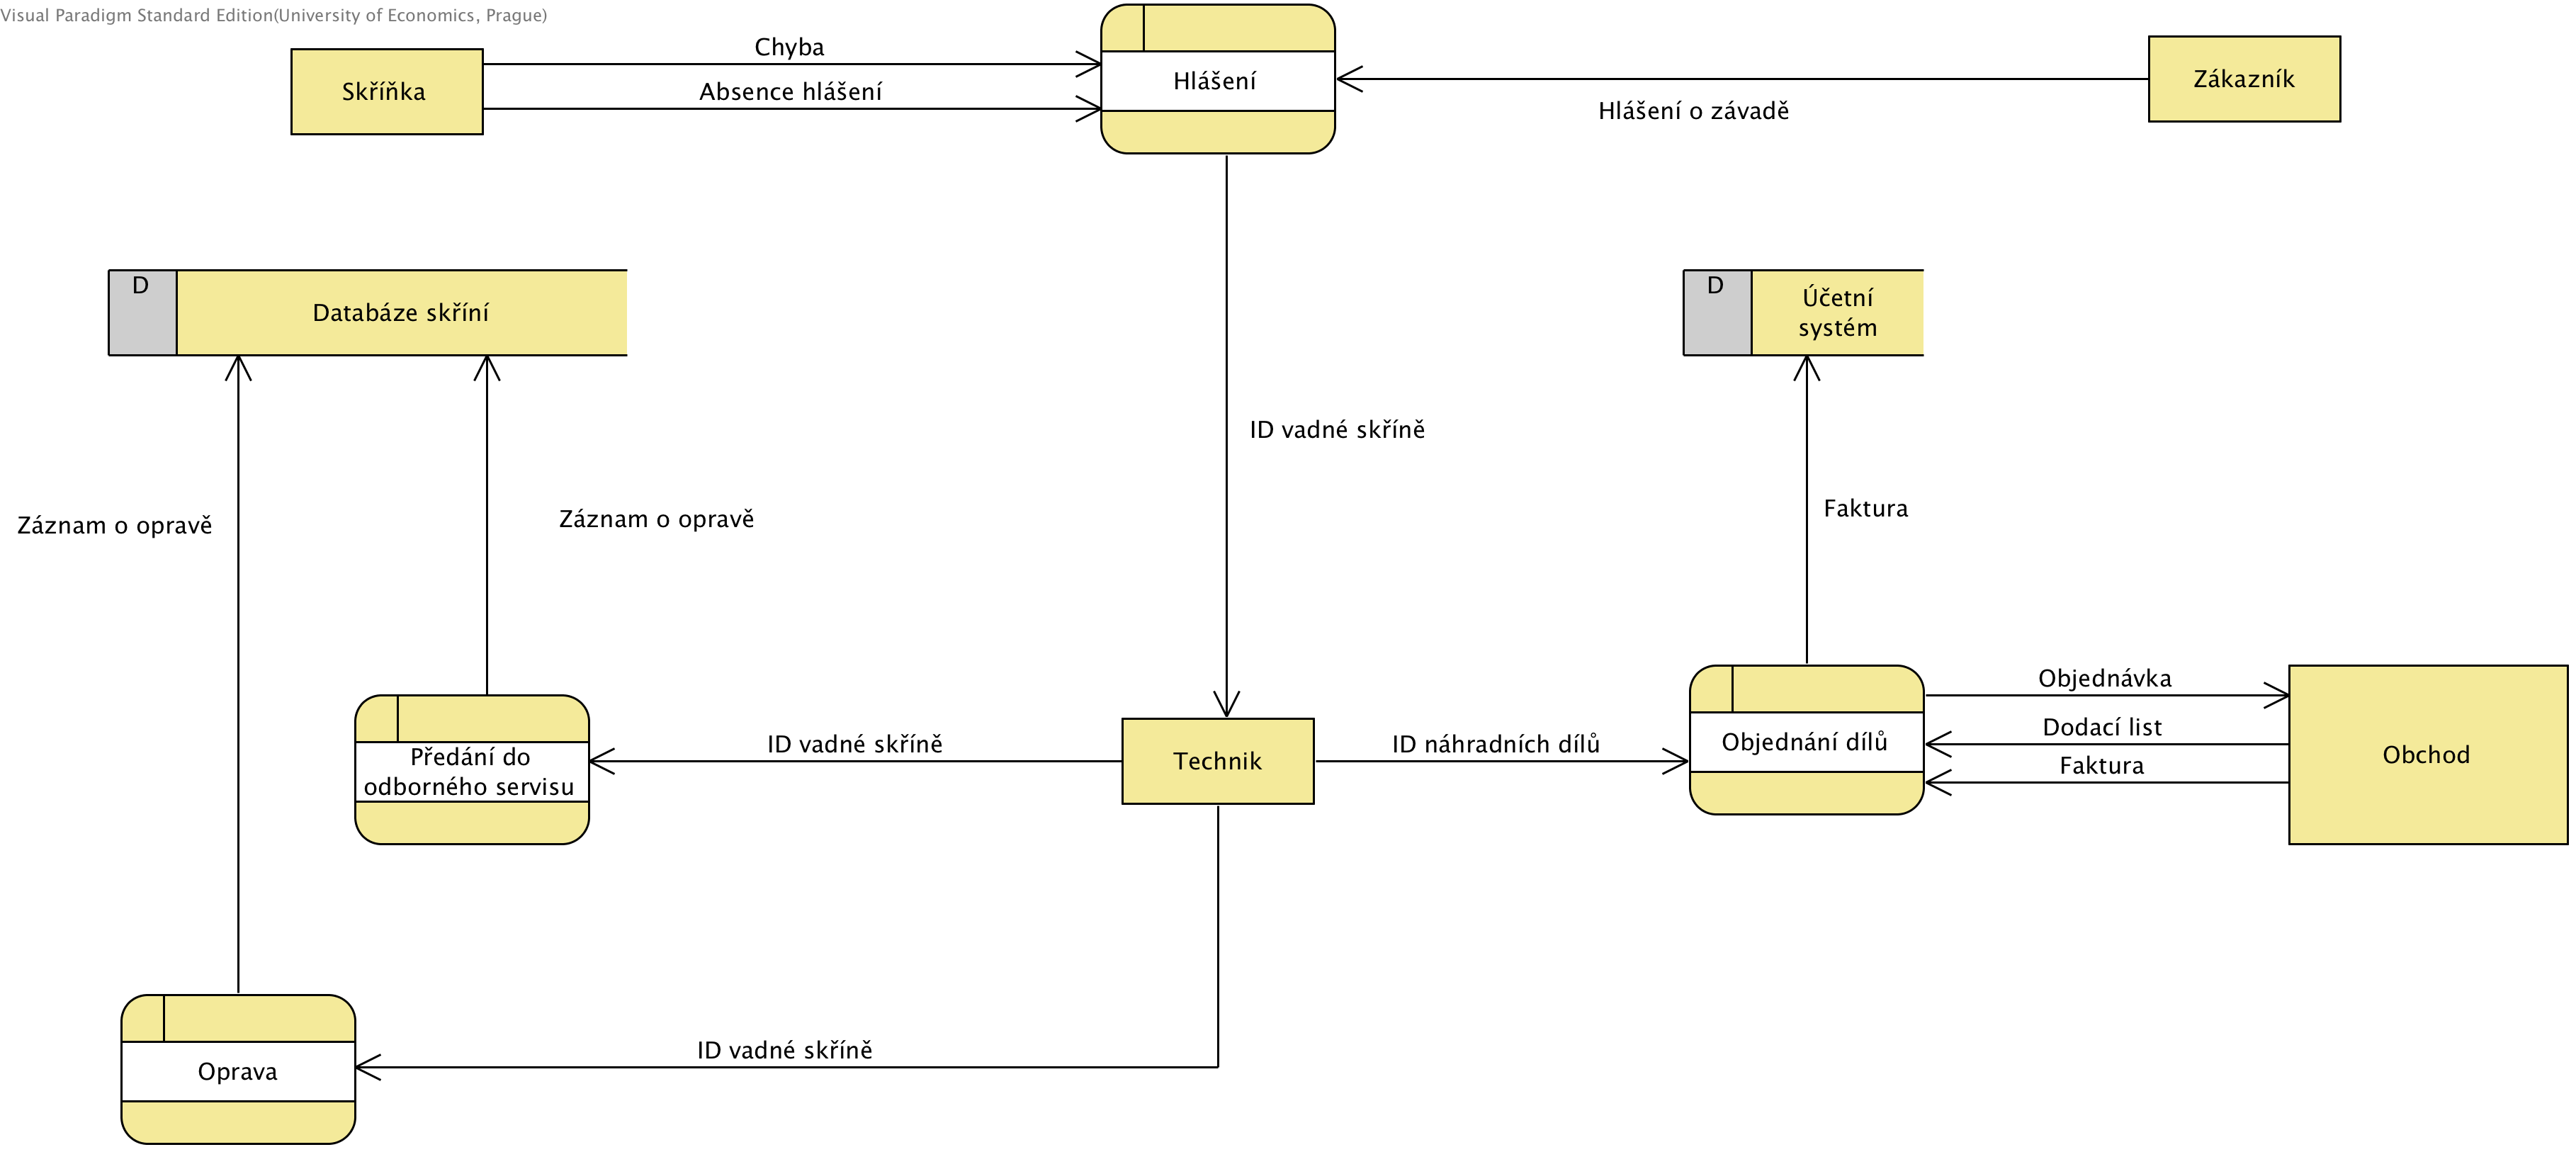 Visual Paradigm Standard Edition(University of Economics, Prague)
Chyba
Skříňka
Absence hlášení
Hlášení
Zákazník
Hlášení o závadě
D
Databáze skříní
D
Účetní
systém
ID vadné skříně
Záznam o opravě
Záznam o opravě
Faktura
Předání do
odborného servisu
ID vadné skříně
Technik
ID náhradních dílů
Objednání dílů
Objednávka
Dodací list
Faktura
Obchod
Oprava
ID vadné skříně